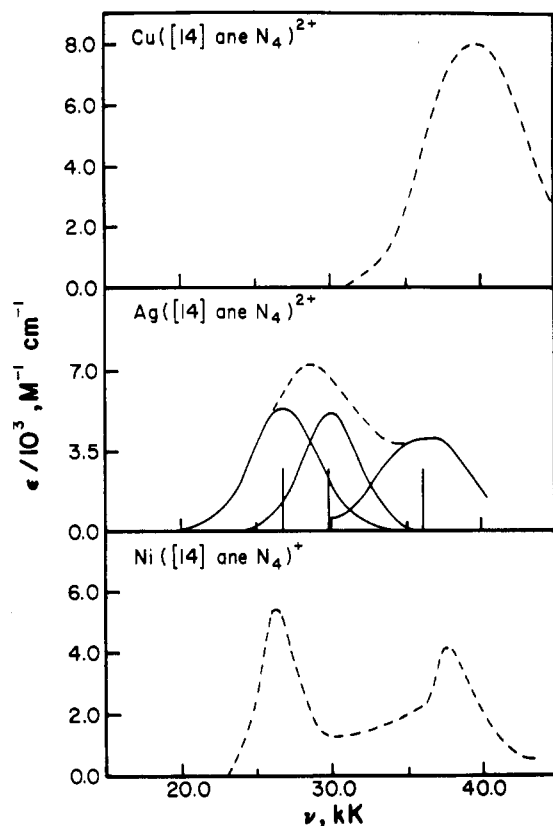 Cu([14] ane N₄)²⁺
8.0
6.0
4.0
2.0
0.0
Ag([14] ane N₄)²⁺
7.0
3.5
0.0
Ni([14] ane N₄)⁺
6.0
4.0
2.0
0.0
20.0 30.0 40.0
ν, kK
ε/10³, M⁻¹ cm⁻¹